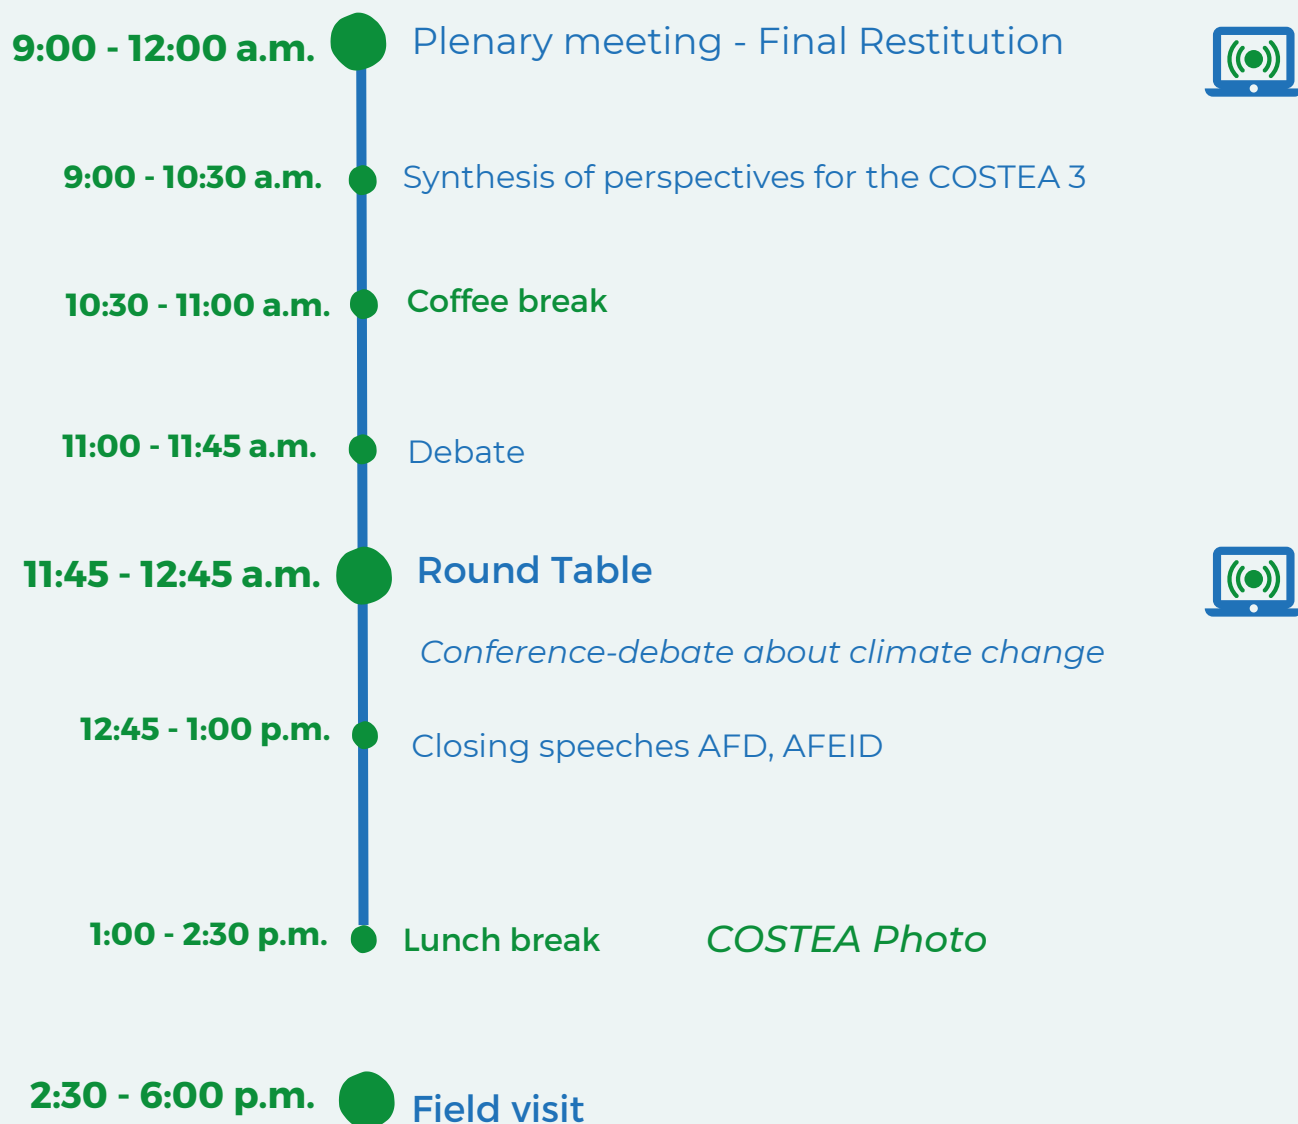 9:00 - 12:00 a.m. Plenary meeting - Final Restitution
9:00 - 10:30 a.m. Synthesis of perspectives for the COSTEA 3
10:30 - 11:00 a.m. Coffee break
11:00 - 11:45 a.m. Debate
11:45 - 12:45 a.m. Round Table
Conference-debate about climate change
12:45 - 1:00 p.m. Closing speeches AFD, AFEID
1:00 - 2:30 p.m. Lunch break COSTEA Photo
2:30 - 6:00 p.m. Field visit